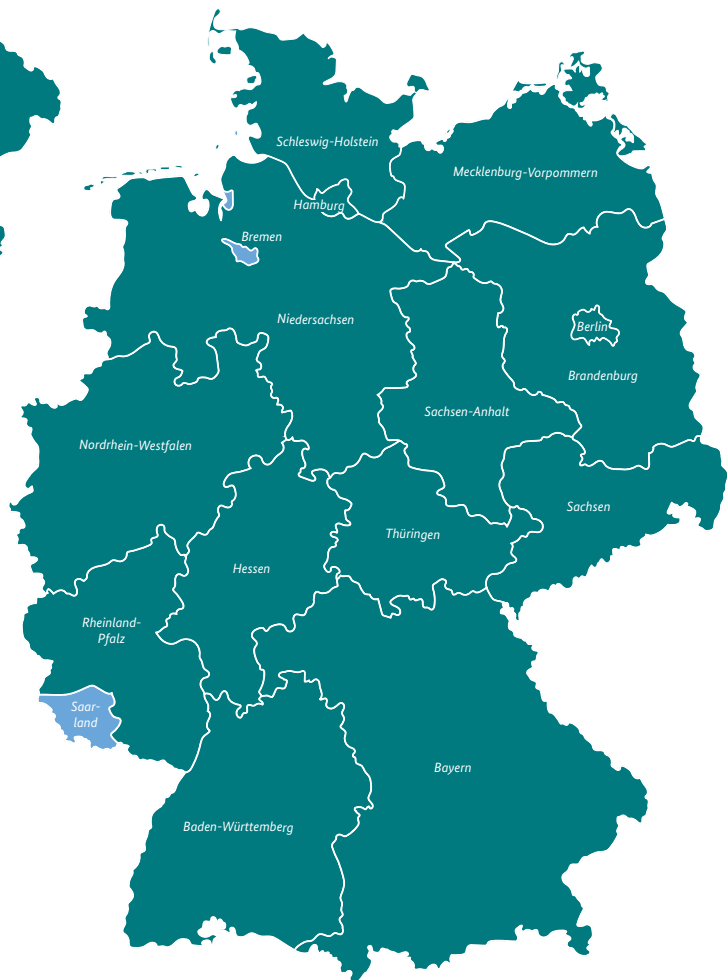 Schleswig-Holstein
Mecklenburg-Vorpommern
Hamburg
Bremen
Niedersachsen
Berlin
Brandenburg
Sachsen-Anhalt
Nordrhein-Westfalen
Sachsen
Thüringen
Hessen
Rheinland-
Pfalz
Saar-
land
Bayern
Baden-Württemberg